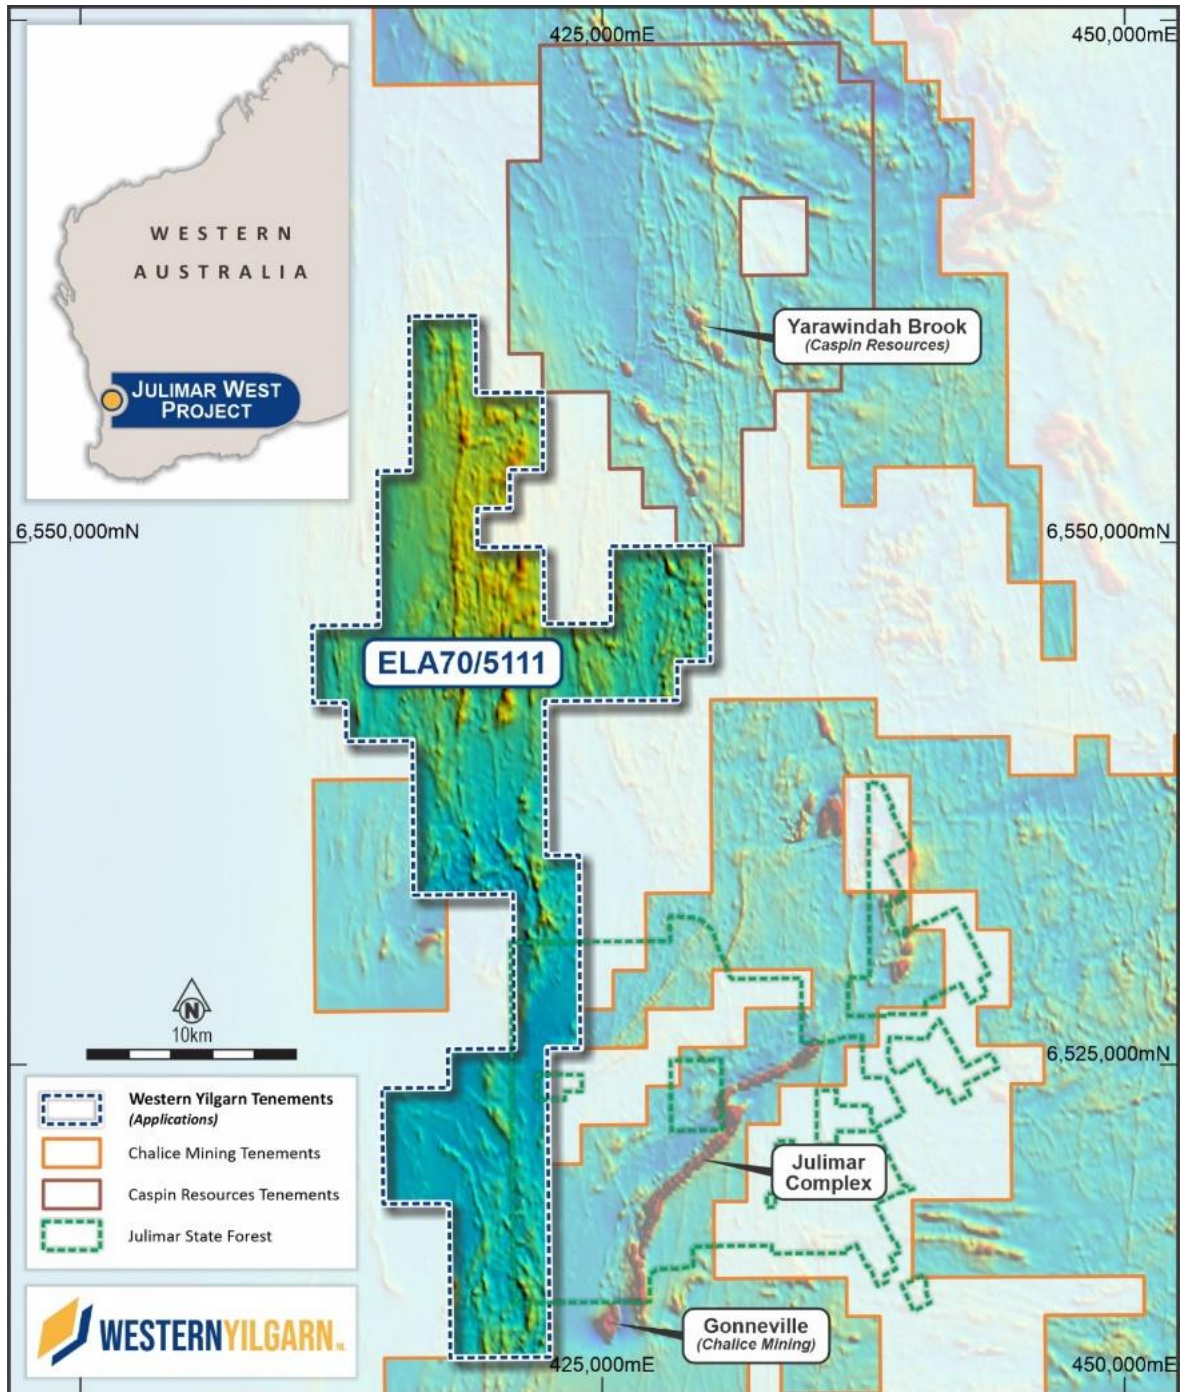 425,000mE
450,000mE
WESTERN
AUSTRALIA
JULIMAR WEST
PROJECT
Yarawindah Brook
(Caspin Resources)
6,550,000mN
6,550,000mN
ELA70/5111
N
10km
6,525,000mN
Western Yilgarn Tenements
(Applications)
Chalice Mining Tenements
Caspin Resources Tenements
Julimar State Forest
Julimar
Complex
Gonneville
(Chalice Mining)
WESTERNYILGARN NL
425,000mE
450,000mE